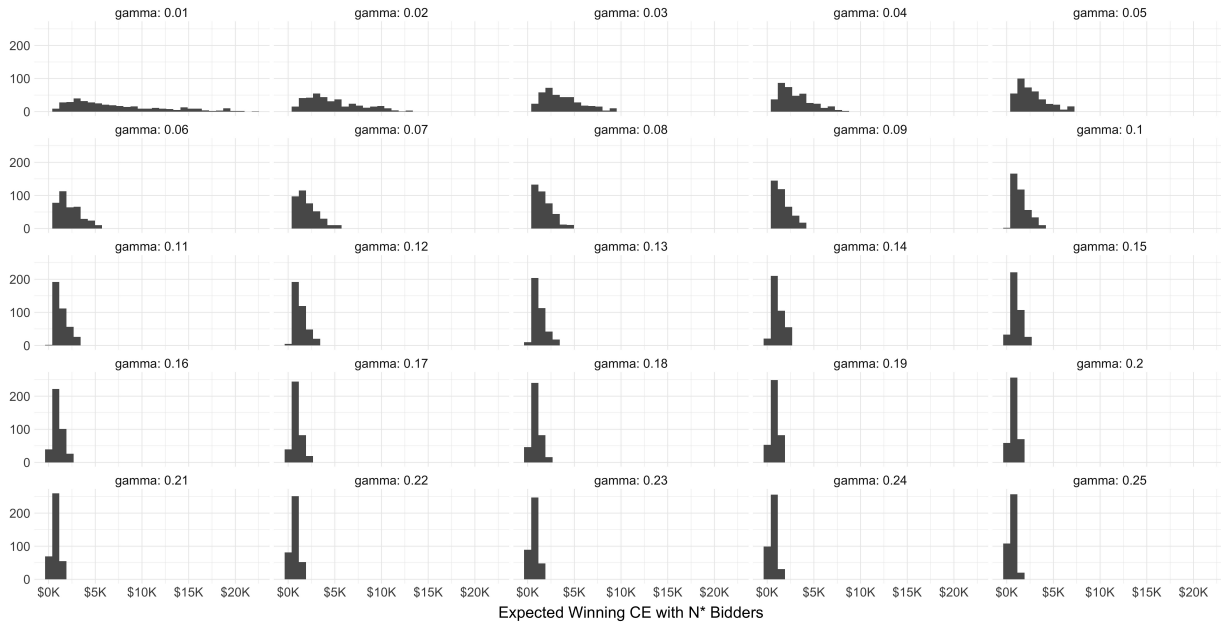 gamma: 0.01 gamma: 0.02 gamma: 0.03 gamma: 0.04 gamma: 0.05
200
100
0
gamma: 0.06 gamma: 0.07 gamma: 0.08 gamma: 0.09 gamma: 0.1
200
100
0
gamma: 0.11 gamma: 0.12 gamma: 0.13 gamma: 0.14 gamma: 0.15
200
100
0
gamma: 0.16 gamma: 0.17 gamma: 0.18 gamma: 0.19 gamma: 0.2
200
100
0
gamma: 0.21 gamma: 0.22 gamma: 0.23 gamma: 0.24 gamma: 0.25
200
100
0
$0K $5K $10K $15K $20K $0K $5K $10K $15K $20K $0K $5K $10K $15K $20K $0K $5K $10K $15K $20K $0K $5K $10K $15K $20K
Expected Winning CE with N* Bidders